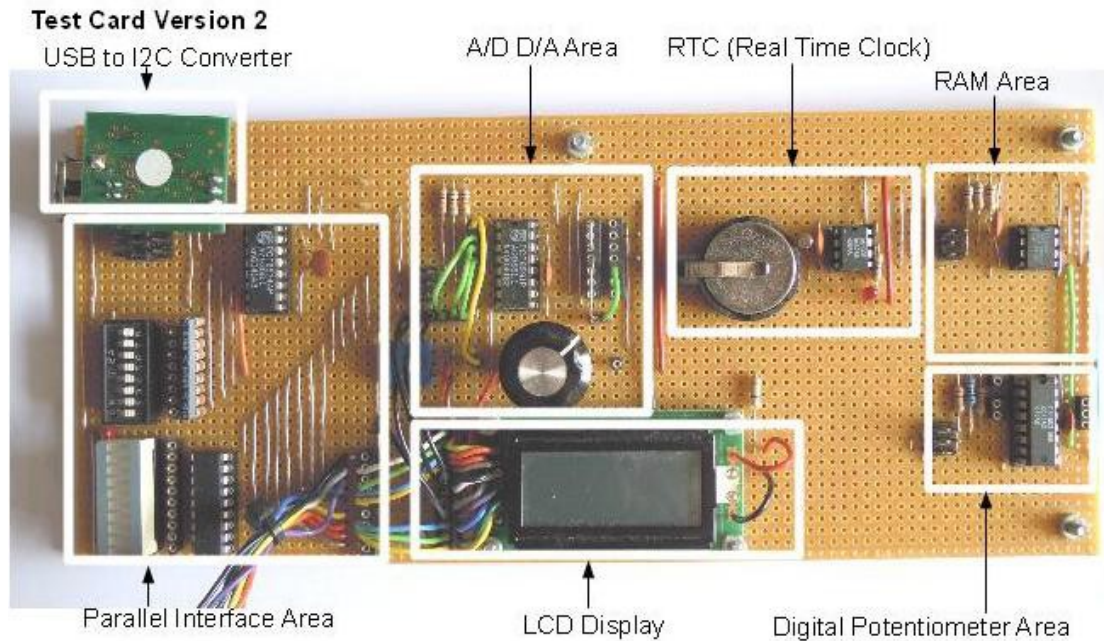 Test Card Version 2
USB to I2C Converter
A/D D/A Area
RTC (Real Time Clock)
RAM Area
Parallel Interface Area
LCD Display
Digital Potentiometer Area